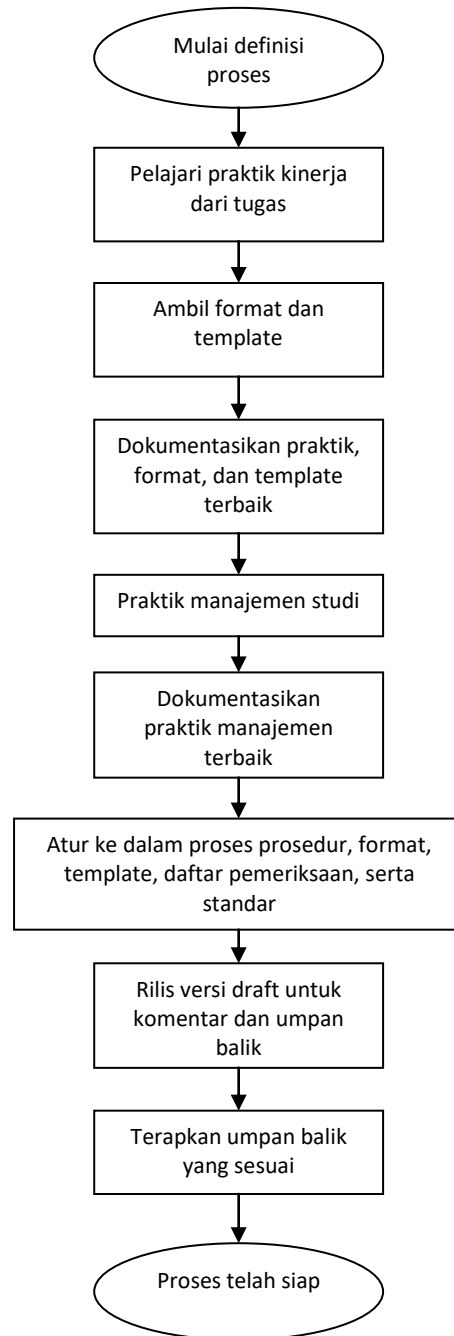 Mulai definisi
proses
Pelajari praktik kinerja
dari tugas
Ambil format dan
template
Dokumentasikan praktik,
format, dan template
terbaik
Praktik manajemen studi
Dokumentasikan
praktik manajemen
terbaik
Atur ke dalam proses prosedur, format,
template, daftar pemeriksaan, serta
standar
Rilis versi draft untuk
komentar dan umpan
balik
Terapkan umpan balik
yang sesuai
Proses telah siap